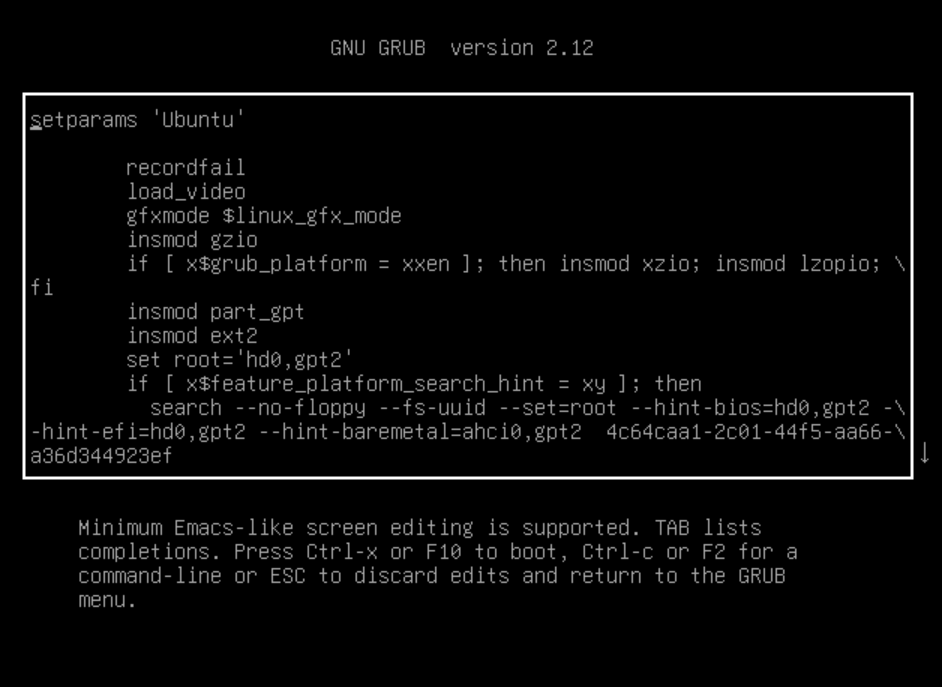 GNU GRUB  version 2.12
setparams 'Ubuntu'
recordfail
load_video
gfxmode $linux_gfx_mode
insmod gzio
if [ x$grub_platform = xxen ]; then insmod xzio; insmod lzopio; \
fi
insmod part_gpt
insmod ext2
set root='hd0,gpt2'
if [ x$feature_platform_search_hint = xy ]; then
search --no-floppy --fs-uuid --set=root --hint-bios=hd0,gpt2 -\
-hint-efi=hd0,gpt2 --hint-baremetal=ahci0,gpt2  4c64caa1-2c01-44f5-aa66-\
a36d344923ef
↓
Minimum Emacs-like screen editing is supported. TAB lists
completions. Press Ctrl-x or F10 to boot, Ctrl-c or F2 for a
command-line or ESC to discard edits and return to the GRUB
menu.